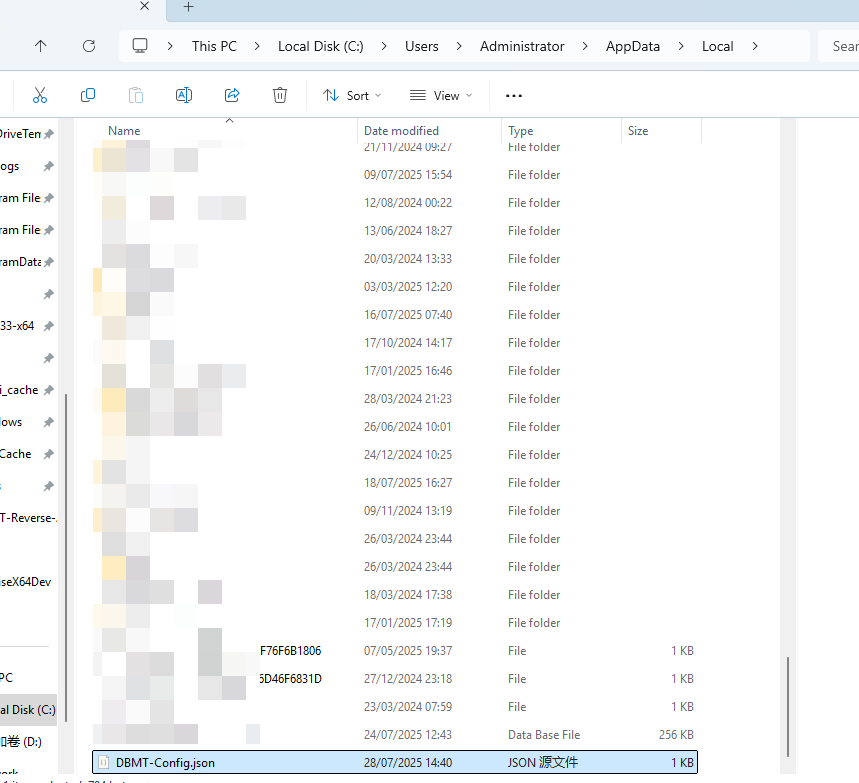 This PC > Local Disk (C:) > Users > Administrator > AppData > Local >
Sort
View
Name
Date modified
Type
Size
21/11/2024 09:27 File folder
09/07/2025 15:54 File folder
12/08/2024 00:22 File folder
13/06/2024 18:27 File folder
20/03/2024 13:33 File folder
03/03/2025 12:20 File folder
16/07/2025 07:40 File folder
17/10/2024 14:17 File folder
17/01/2025 16:46 File folder
28/03/2024 21:23 File folder
26/06/2024 10:01 File folder
24/12/2024 10:25 File folder
18/07/2025 16:27 File folder
09/11/2024 13:19 File folder
26/03/2024 23:44 File folder
26/03/2024 23:44 File folder
18/03/2024 17:38 File folder
17/01/2025 17:19 File folder
F76F6B1806 07/05/2025 19:37 File 1 KB
6D46F6831D 27/12/2024 23:18 File 1 KB
23/03/2024 07:59 File 1 KB
24/07/2025 12:43 Data Base File 256 KB
DBMT-Config.json 28/07/2025 14:40 JSON 源文件 1 KB
DriveTem
ogs
ram File
ram File
ramData
33-x64
i_cache
lows
Cache
T-Reverse-
aseX64Dev
PC
al Disk (C:)
卷 (D:)